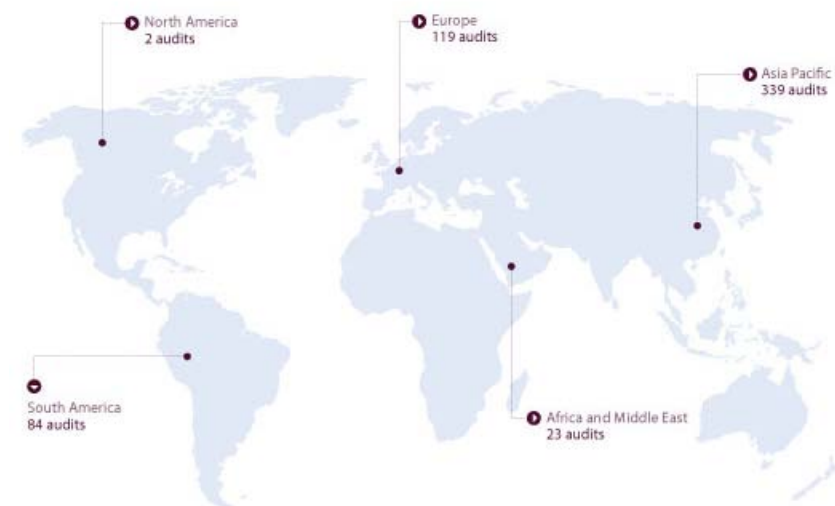 North America
2 audits
Europe
119 audits
Asia Pacific
339 audits
South America
84 audits
Africa and Middle East
23 audits